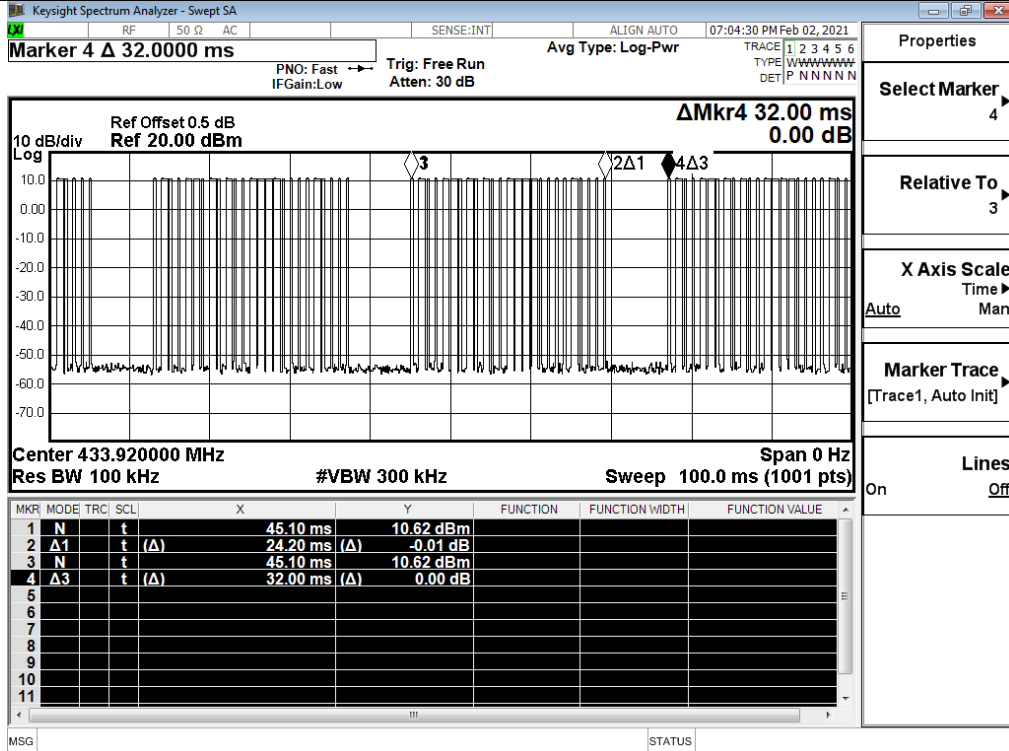 Keysight Spectrum Analyzer - Swept SA
LXI RF 50 Ω AC SENSE:INT ALIGN AUTO 07:04:30 PM Feb 02, 2021
Marker 4 Δ 32.0000 ms
PNO: Fast
IFGain:Low
Trig: Free Run
Atten: 30 dB
Avg Type: Log-Pwr
TRACE 1 2 3 4 5 6
TYPE WWWWWW
DET P N N N N N
ΔMkr4 32.00 ms
0.00 dB
Ref Offset 0.5 dB
10 dB/div Ref 20.00 dBm
Log
3 2Δ1 4Δ3
10.0
0.00
-10.0
-20.0
-30.0
-40.0
-50.0
-60.0
-70.0
Center 433.920000 MHz Span 0 Hz
Res BW 100 kHz #VBW 300 kHz Sweep 100.0 ms (1001 pts)
MKR MODE TRC SCL X Y FUNCTION FUNCTION WIDTH FUNCTION VALUE
1 N t 45.10 ms 10.62 dBm
2 Δ1 t (Δ) 24.20 ms (Δ) -0.01 dB
3 N t 45.10 ms 10.62 dBm
4 Δ3 t (Δ) 32.00 ms (Δ) 0.00 dB
5
6
7
8
9
10
11
MSG STATUS
Properties
Select Marker
4
Relative To
3
X Axis Scale
Time
Auto Man
Marker Trace
[Trace1, Auto Init]
Lines
On Off